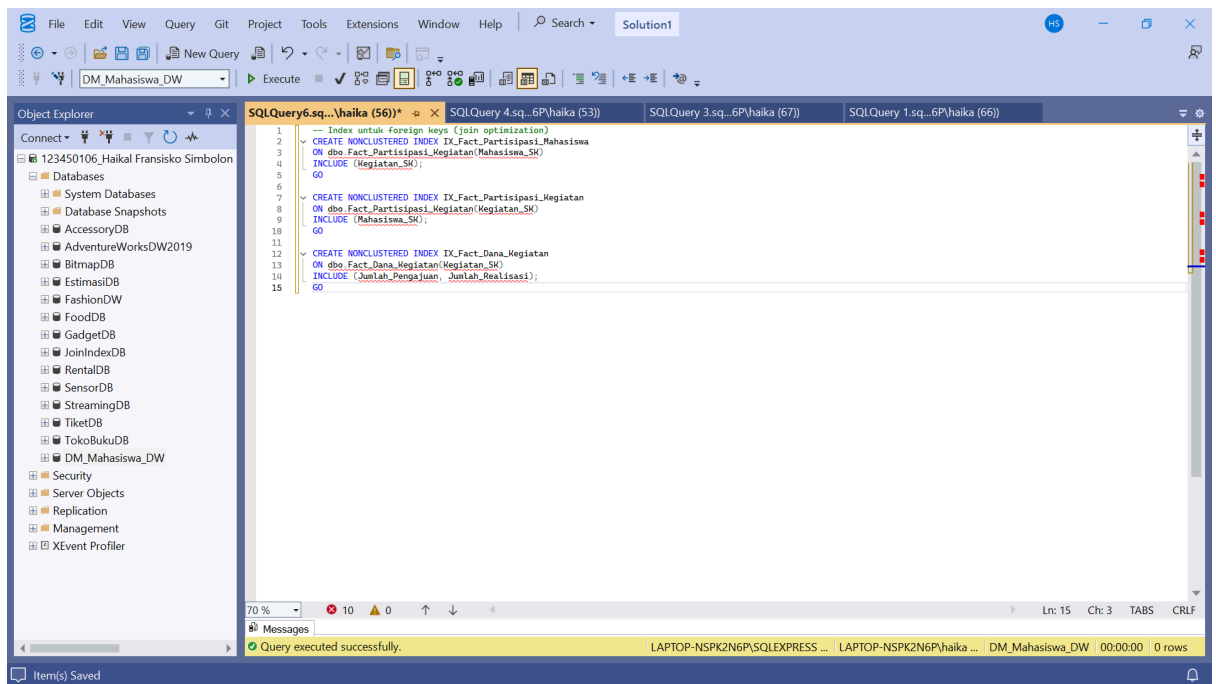 File Edit View Query Git Project Tools Extensions Window Help Search Solution1 HS
New Query
DM_Mahasiswa_DW Execute
Object Explorer
Connect
123450106_Haikal Fransisko Simbolon
Databases
System Databases
Database Snapshots
AccessoryDB
AdventureWorksDW2019
BitmapDB
EstimasiDB
FashionDW
FoodDB
GadgetDB
JoinIndexDB
RentalDB
SensorDB
StreamingDB
TiketDB
TokoBukuDB
DM_Mahasiswa_DW
Security
Server Objects
Replication
Management
XEvent Profiler
SQLQuery6.sq...\haika (56))* SQLQuery 4.sq...6P\haika (53)) SQLQuery 3.sq...6P\haika (67)) SQLQuery 1.sq...6P\haika (66))
1 -- Index untuk foreign keys (join optimization)
2 CREATE NONCLUSTERED INDEX IX_Fact_Partisipasi_Mahasiswa
3 ON dbo.Fact_Partisipasi_Kegiatan(Mahasiswa_SK)
4 INCLUDE (Kegiatan_SK);
5 GO
6
7 CREATE NONCLUSTERED INDEX IX_Fact_Partisipasi_Kegiatan
8 ON dbo.Fact_Partisipasi_Kegiatan(Kegiatan_SK)
9 INCLUDE (Mahasiswa_SK);
10 GO
11
12 CREATE NONCLUSTERED INDEX IX_Fact_Dana_Kegiatan
13 ON dbo.Fact_Dana_Kegiatan(Kegiatan_SK)
14 INCLUDE (Jumlah_Pengajuan, Jumlah_Realisasi);
15 GO
70 % 10 0 Ln: 15 Ch: 3 TABS CRLF
Messages
Query executed successfully. LAPTOP-NSPK2N6P\SQLEXPRESS ... LAPTOP-NSPK2N6P\haika ... DM_Mahasiswa_DW 00:00:00 0 rows
Item(s) Saved